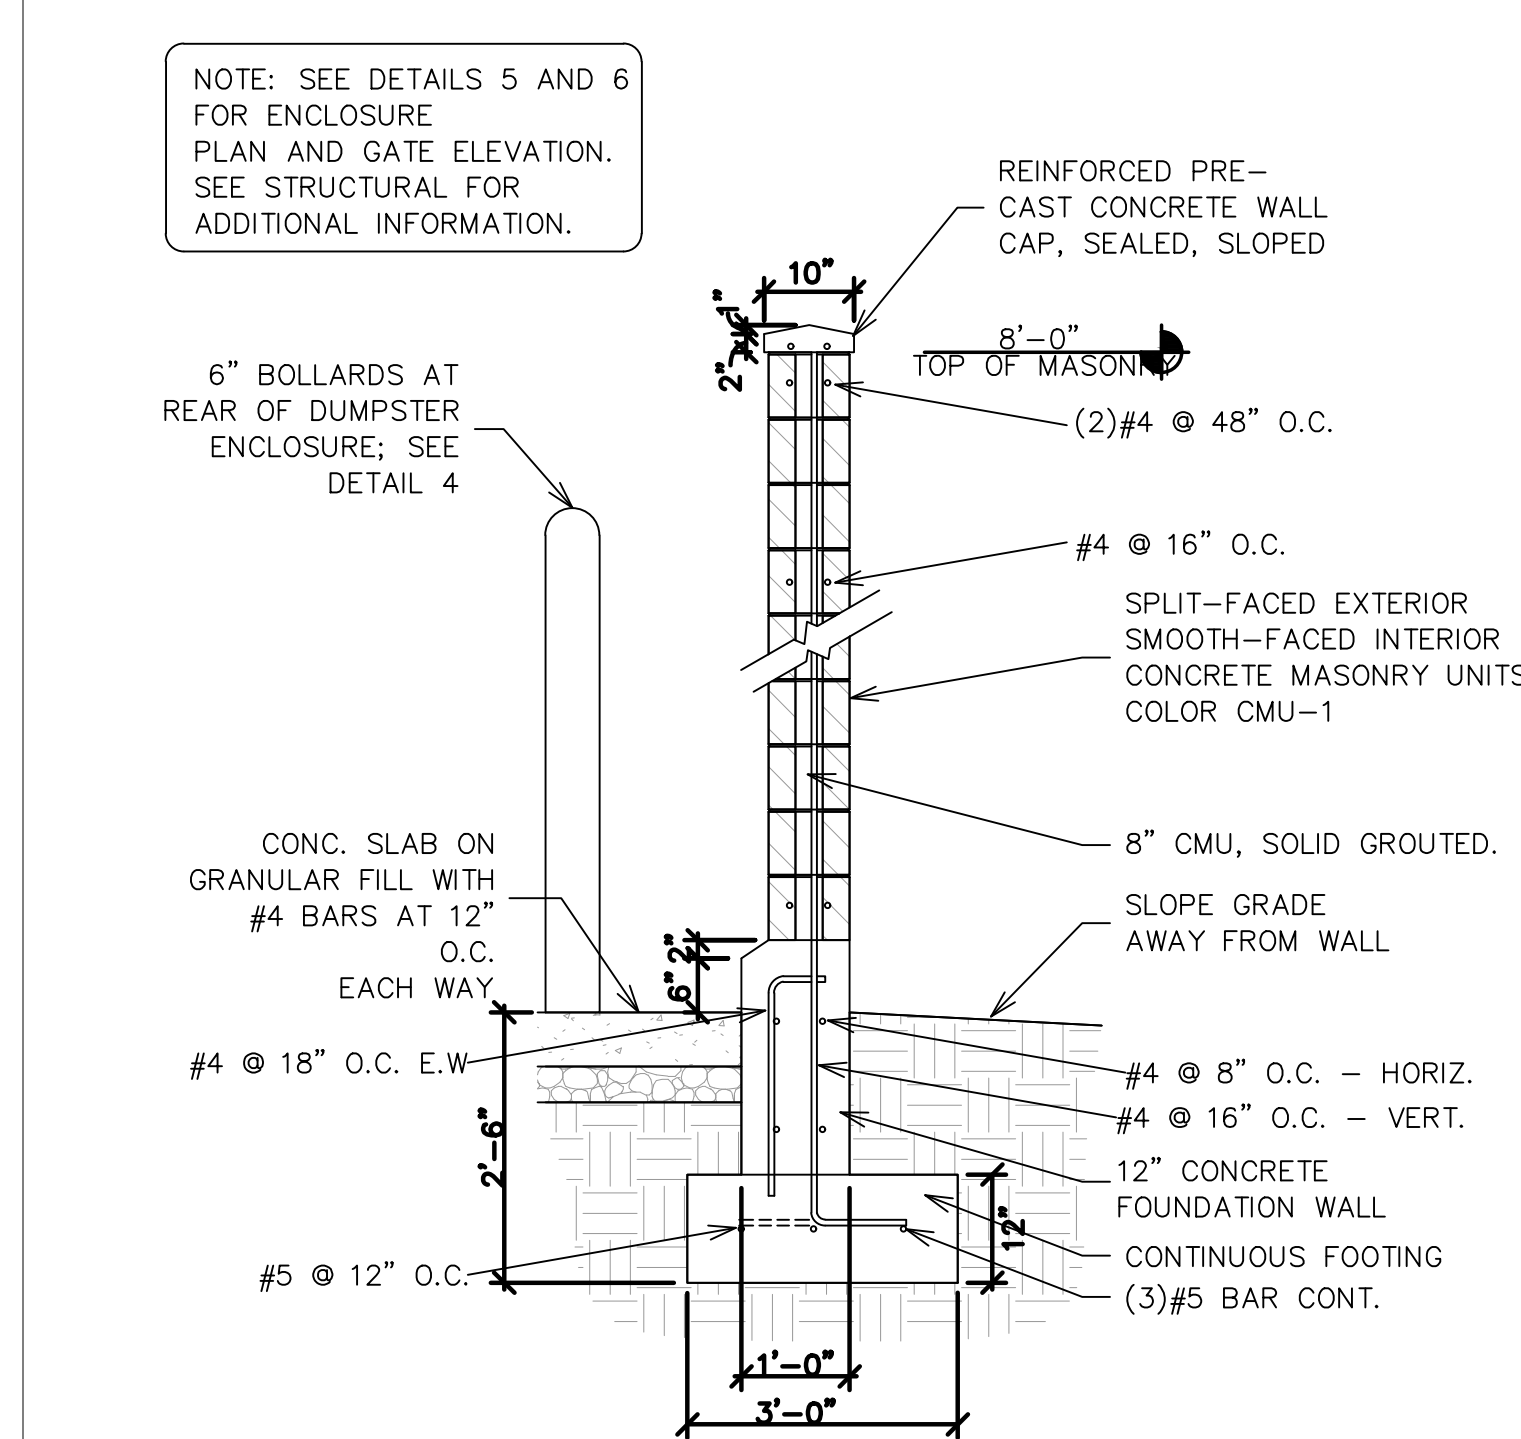 NOTE: SEE DETAILS 5 AND 6
FOR ENCLOSURE
PLAN AND GATE ELEVATION.
SEE STRUCTURAL FOR
ADDITIONAL INFORMATION.
REINFORCED PRE-
CAST CONCRETE WALL
CAP, SEALED, SLOPED
10"
1"
2"
8'-0"
TOP OF MASONRY
6" BOLLARDS AT
REAR OF DUMPSTER
ENCLOSURE; SEE
DETAIL 4
(2)#4 @ 48" O.C.
#4 @ 16" O.C.
SPLIT-FACED EXTERIOR
SMOOTH-FACED INTERIOR
CONCRETE MASONRY UNITS
COLOR CMU-1
8" CMU, SOLID GROUTED.
CONC. SLAB ON
GRANULAR FILL WITH
#4 BARS AT 12"
O.C.
EACH WAY
SLOPE GRADE
AWAY FROM WALL
2"
6"
#4 @ 18" O.C. E.W
#4 @ 8" O.C. - HORIZ.
#4 @ 16" O.C. - VERT.
2'-6"
12" CONCRETE
FOUNDATION WALL
12"
CONTINUOUS FOOTING
#5 @ 12" O.C.
(3)#5 BAR CONT.
1'-0"
3'-0"